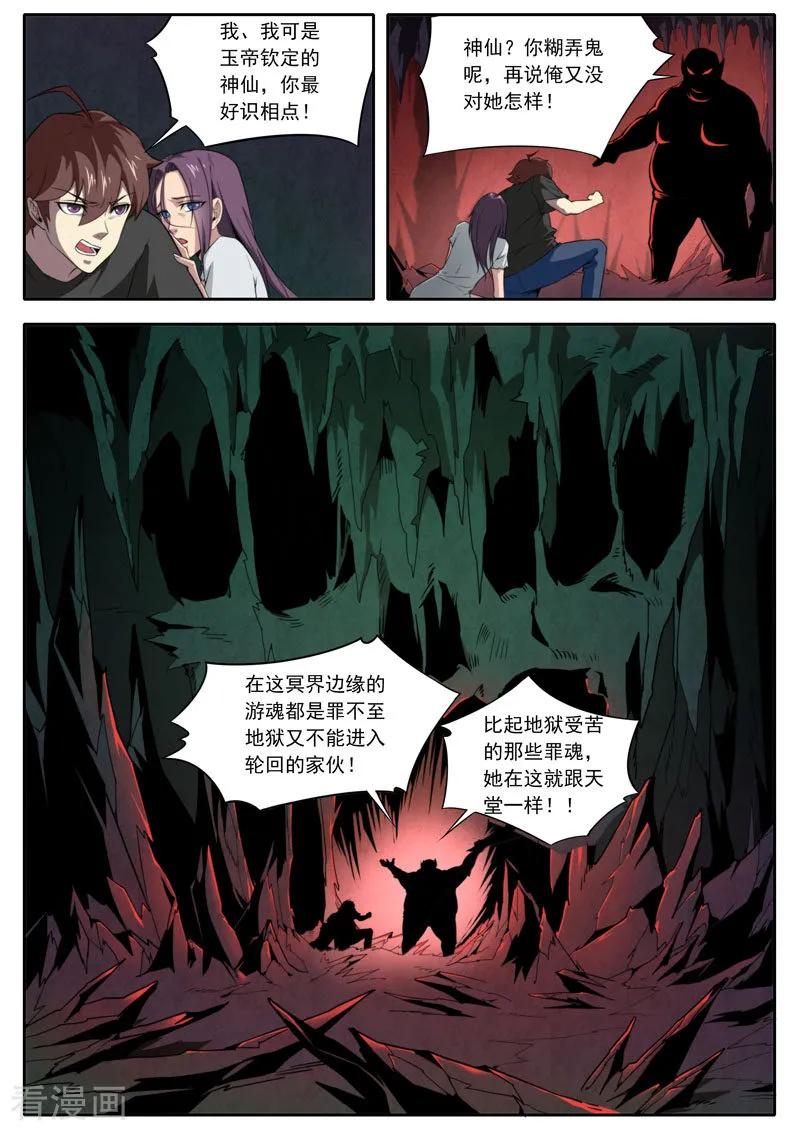 我、我可是
玉帝钦定的
神仙，你最
好识相点！
神仙？你糊弄鬼
呢，再说俺又没
对她怎样！
在这冥界边缘的
游魂都是罪不至
地狱又不能进入
轮回的家伙！
比起地狱受苦
的那些罪魂，
她在这就跟天
堂一样！！
看漫画